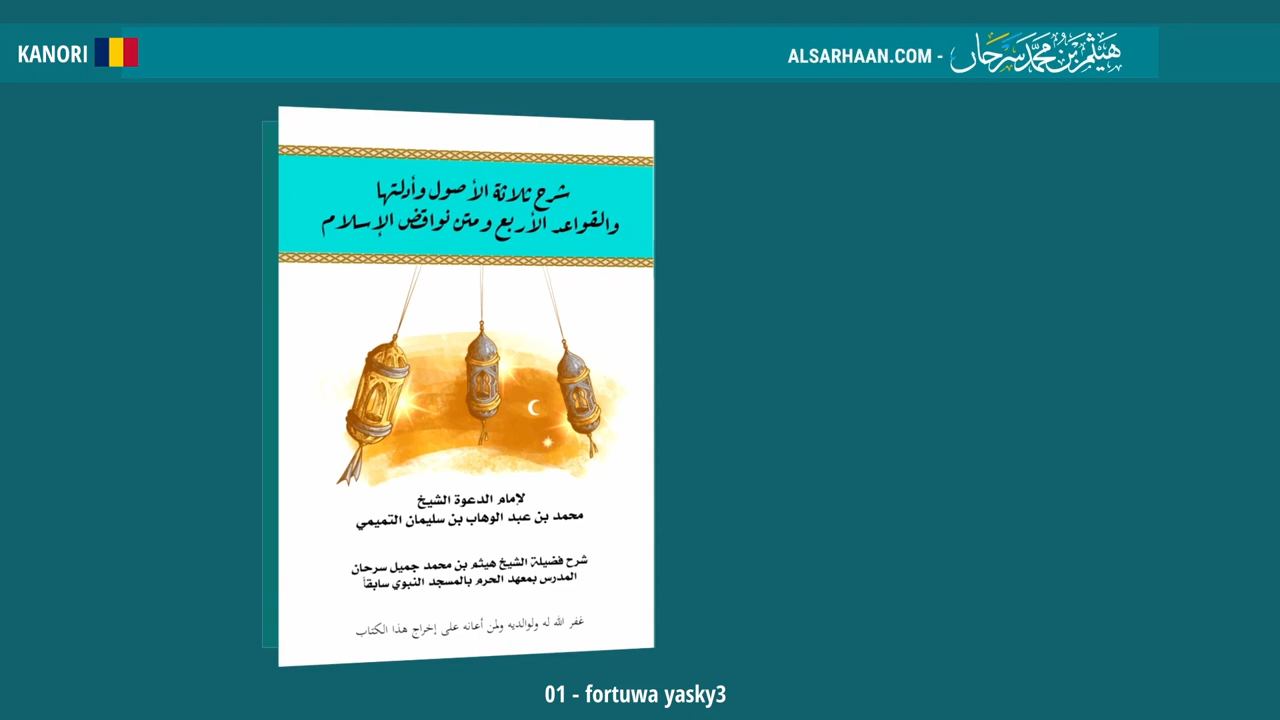 KANORI
ALSARHAAN.COM - هيثم بن محمد سرحان
شرح ثلاثة الأصول وأدلتها
والقواعد الأربع ومتن نواقض الإسلام
لإمام الدعوة الشيخ
محمد بن عبد الوهاب بن سليمان التميمي
شرح فضيلة الشيخ هيثم بن محمد جميل سرحان
المدرس بمعهد الحرم بالمسجد النبوي سابقاً
غفر الله له ولوالديه ولمن أعانه على إخراج هذا الكتاب
01 - fortuwa yasky3